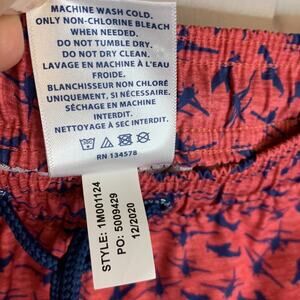 MACHINE WASH COLD.
ONLY NON-CHLORINE BLEACH
WHEN NEEDED.
DO NOT TUMBLE DRY.
DO NOT DRY CLEAN.
LAVAGE EN MACHINE EAU
FROIDE.
BLANCHISSEUR NON CHLORÉ
UNIQUEMENT, SI NÉCESSAIRE.
SÉCHAGE EN MACHINE
INTERDIT.
NETTOYAGE À SEC INTERDIT.
RN 134578
STYLE: 1M001124
PO: 5009429
12/2020